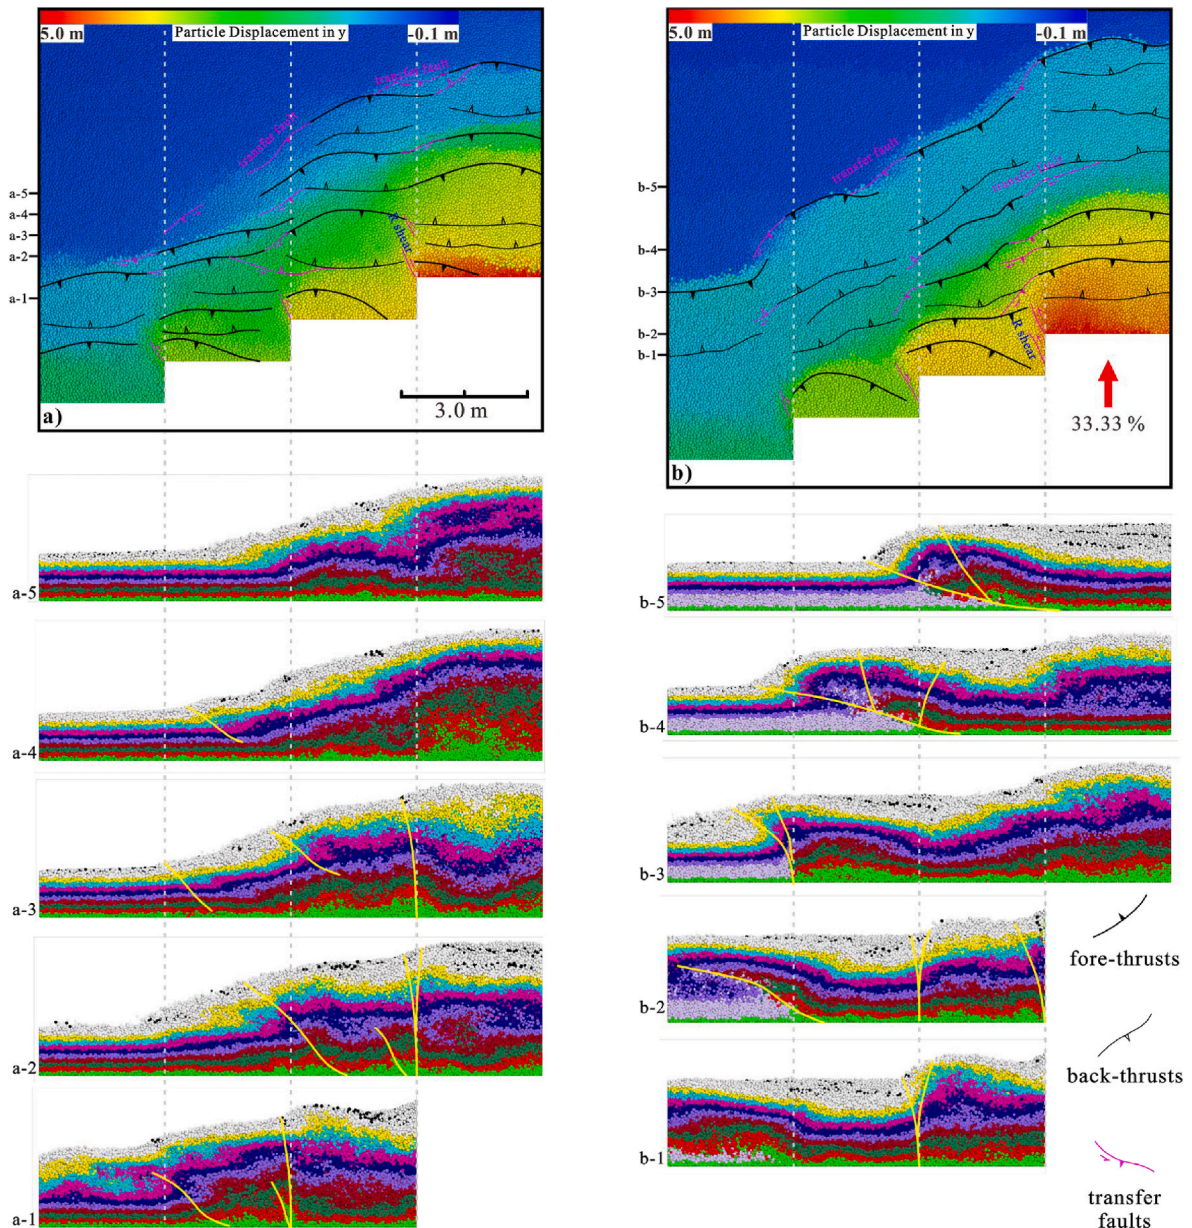 5.0 m
Particle Displacement in y
-0.1 m
transfer fault
transfer fault
a-5
a-4
a-3
a-2
a-1
R shear
3.0 m
a)
5.0 m
Particle Displacement in y
-0.1 m
transfer fault
transfer fault
b-5
b-4
b-3
b-2
b-1
R shear
33.33 %
b)
a-5
a-4
a-3
a-2
a-1
b-5
b-4
b-3
b-2
b-1
fore-thrusts
back-thrusts
transfer
faults